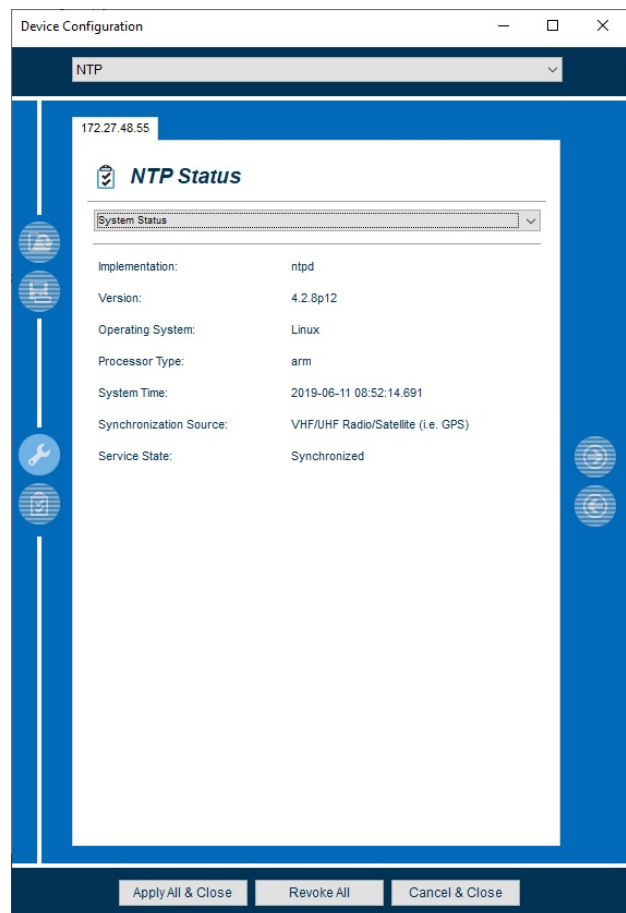 Device Configuration
NTP
172.27.48.55
NTP Status
System Status
Implementation: ntpd
Version: 4.2.8p12
Operating System: Linux
Processor Type: arm
System Time: 2019-06-11 08:52:14.691
Synchronization Source: VHF/UHF Radio/Satellite (i.e. GPS)
Service State: Synchronized
Apply All & Close Revoke All Cancel & Close